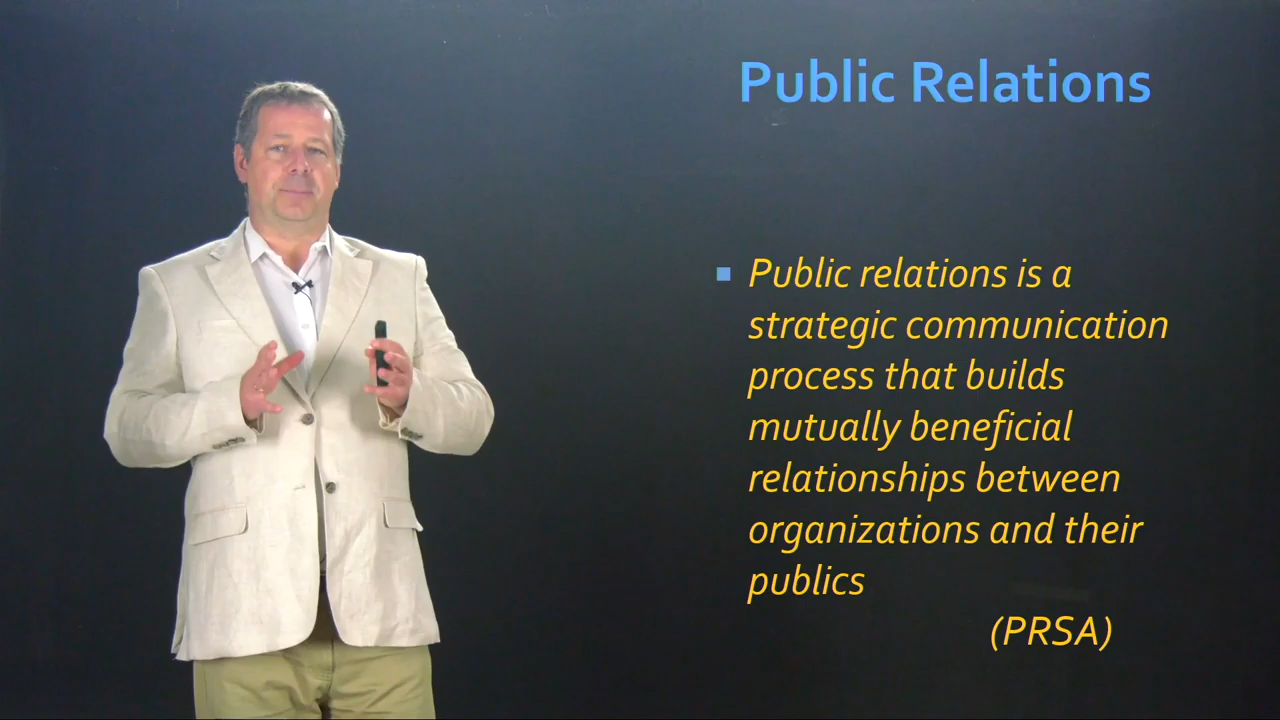 Public Relations
Public relations is a
strategic communication
process that builds
mutually beneficial
relationships between
organizations and their
publics
(PRSA)